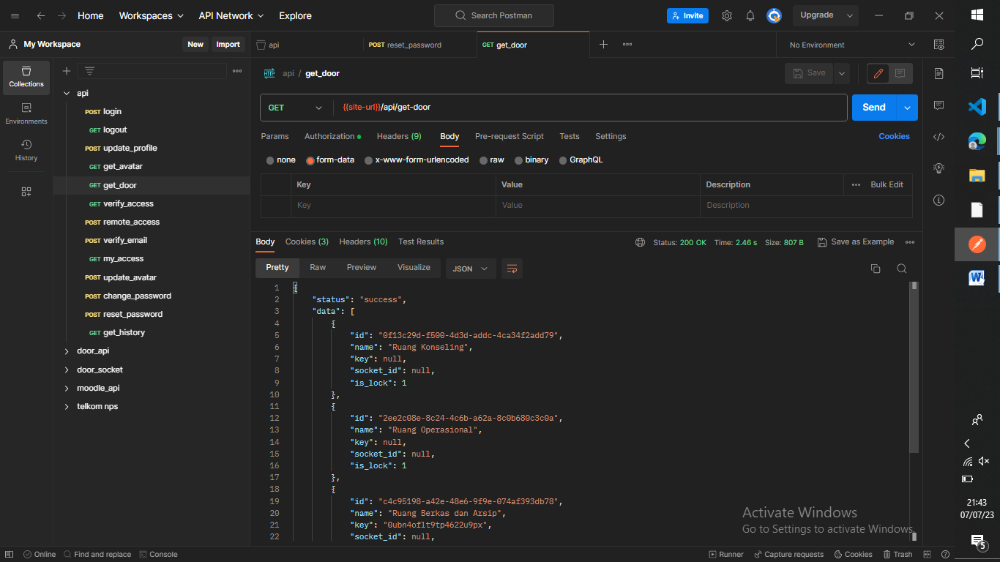 Home Workspaces API Network Explore Search Postman Invite Upgrade
My Workspace New Import api POST reset_password GET get_door No Environment
Collections
Environments
History
api
POST login
GET logout
POST update_profile
GET get_avatar
GET get_door
GET verify_access
POST remote_access
POST verify_email
GET my_access
POST update_avatar
POST change_password
POST reset_password
GET get_history
door_api
door_socket
moodle_api
telkom nps
HTTP api / get_door Save
GET {{site-url}}/api/get-door Send
Params Authorization Headers (9) Body Pre-request Script Tests Settings Cookies
none form-data x-www-form-urlencoded raw binary GraphQL
Key Value Description Bulk Edit
Key Value Description
Body Cookies (3) Headers (10) Test Results Status: 200 OK Time: 2.46 s Size: 807 B Save as Example
Pretty Raw Preview Visualize JSON
1 {
2 "status": "success",
3 "data": [
4 {
5 "id": "0f13c29d-f500-4d3d-addc-4ca34f2add79",
6 "name": "Ruang Konseling",
7 "key": null,
8 "socket_id": null,
9 "is_lock": 1
10 },
11 {
12 "id": "2ee2c08e-8c24-4c6b-a62a-8c0b680c3c0a",
13 "name": "Ruang Operasional",
14 "key": null,
15 "socket_id": null,
16 "is_lock": 1
17 },
18 {
19 "id": "c4c95198-a42e-48e6-9f9e-074af393db78",
20 "name": "Ruang Berkas dan Arsip",
21 "key": "0ubn4oflt9tp4622u9px",
22 "socket_id": null,
Activate Windows
Go to Settings to activate Windows.
Online Find and replace Console Runner Capture requests Cookies Trash
21:43
07/07/23
5